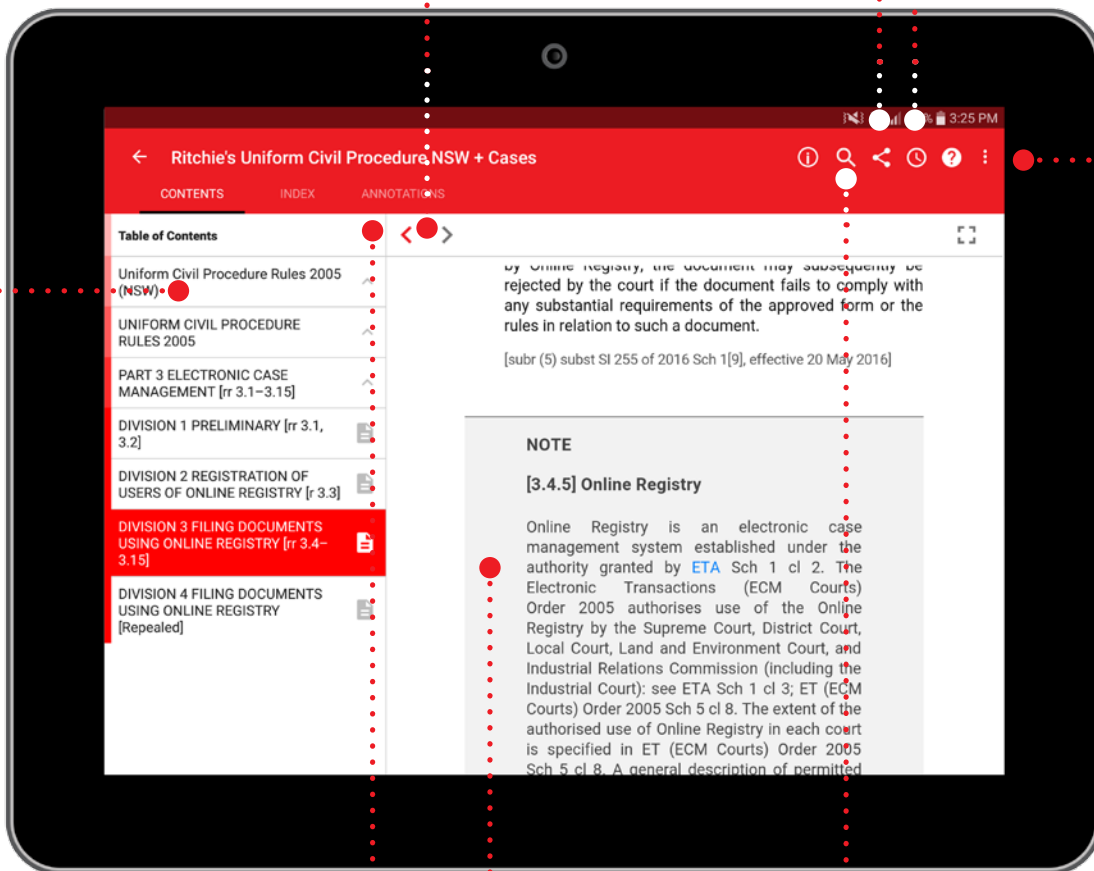 % 3:25 PM
Ritchie's Uniform Civil Procedure NSW + Cases
CONTENTS INDEX ANNOTATIONS
Table of Contents
Uniform Civil Procedure Rules 2005
(NSW)
UNIFORM CIVIL PROCEDURE
RULES 2005
PART 3 ELECTRONIC CASE
MANAGEMENT [rr 3.1–3.15]
DIVISION 1 PRELIMINARY [rr 3.1,
3.2]
DIVISION 2 REGISTRATION OF
USERS OF ONLINE REGISTRY [r 3.3]
DIVISION 3 FILING DOCUMENTS
USING ONLINE REGISTRY [rr 3.4–
3.15]
DIVISION 4 FILING DOCUMENTS
USING ONLINE REGISTRY
[Repealed]
by Online Registry, the document may subsequently be
rejected by the court if the document fails to comply with
any substantial requirements of the approved form or the
rules in relation to such a document.
[subr (5) subst SI 255 of 2016 Sch 1[9], effective 20 May 2016]
NOTE
[3.4.5] Online Registry
Online Registry is an electronic case
management system established under the
authority granted by ETA Sch 1 cl 2. The
Electronic Transactions (ECM Courts)
Order 2005 authorises use of the Online
Registry by the Supreme Court, District Court,
Local Court, Land and Environment Court, and
Industrial Relations Commission (including the
Industrial Court): see ETA Sch 1 cl 3; ET (ECM
Courts) Order 2005 Sch 5 cl 8. The extent of the
authorised use of Online Registry in each court
is specified in ET (ECM Courts) Order 2005
Sch 5 cl 8. A general description of permitted